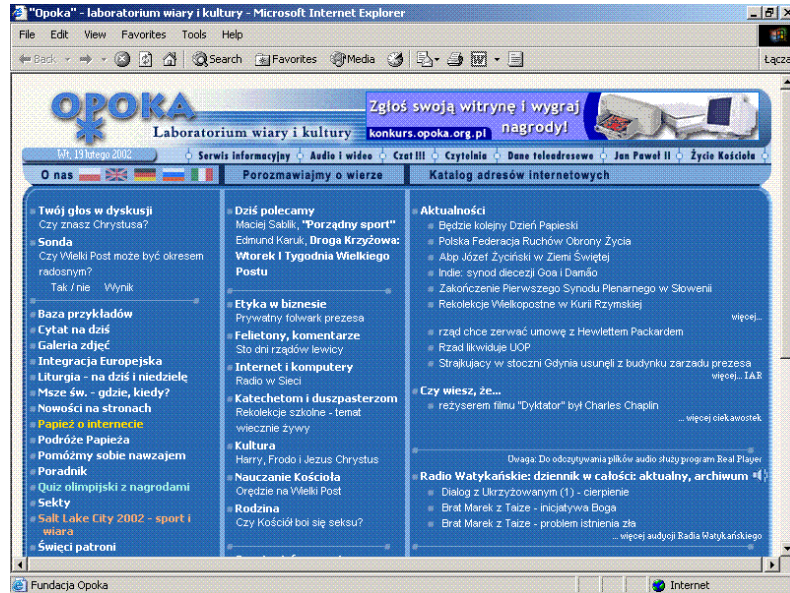 "Opoka" - laboratorium wiary i kultury - Microsoft Internet Explorer
File Edit View Favorites Tools Help
Back Search Favorites Media Łącza
OPOKA
Laboratorium wiary i kultury
Zgłoś swoją witrynę i wygraj
konkurs.opoka.org.pl nagrody!
Wt, 19 lutego 2002
Serwis informacyjny Audio i wideo Czat !!! Czytelnia Dane teleadresowe Jan Paweł II Życie Kościoła
O nas Porozmawiajmy o wierze Katalog adresów internetowych
Twój głos w dyskusji
Czy znasz Chrystusa?
Sonda
Czy Wielki Post może być okresem
radosnym?
Tak / nie Wynik
Baza przykładów
Cytat na dziś
Galeria zdjęć
Integracja Europejska
Liturgia - na dziś i niedzielę
Msze św. - gdzie, kiedy?
Nowości na stronach
Papież o internecie
Podróże Papieża
Pomóżmy sobie nawzajem
Poradnik
Quiz olimpijski z nagrodami
Sekty
Salt Lake City 2002 - sport i
wiara
Święci patroni
Dziś polecamy
Maciej Sablik, "Porządny sport"
Edmund Karuk, Droga Krzyżowa:
Wtorek I Tygodnia Wielkiego
Postu
Etyka w biznesie
Prywatny folwark prezesa
Felietony, komentarze
Sto dni rządów lewicy
Internet i komputery
Radio w Sieci
Katechetom i duszpasterzom
Rekolekcje szkolne - temat
wiecznie żywy
Kultura
Harry, Frodo i Jezus Chrystus
Nauczanie Kościoła
Orędzie na Wielki Post
Rodzina
Czy Kościół boi się seksu?
Aktualności
Będzie kolejny Dzień Papieski
Polska Federacja Ruchów Obrony Życia
Abp Józef Życiński w Ziemi Świętej
Indie: synod diecezji Goa i Damão
Zakończenie Pierwszego Synodu Plenarnego w Słowenii
Rekolekcje Wielkopostne w Kurii Rzymskiej
więcej...
rząd chce zerwać umowę z Hewlettem Packardem
Rzad likwiduje UOP
Strajkujacy w stoczni Gdynia usunęli z budynku zarzadu prezesa
więcej... IAR
Czy wiesz, że...
reżyserem filmu "Dyktator" był Charles Chaplin
... więcej ciekawostek
Uwaga: Do odczytywania plików audio służy program Real Player
Radio Watykańskie: dziennik w całości: aktualny, archiwum
Dialog z Ukrzyżowanym (1) - cierpienie
Brat Marek z Taize - inicjatywa Boga
Brat Marek z Taize - problem istnienia zła
... więcej audycji Radia Watykańskiego
Fundacja Opoka Internet